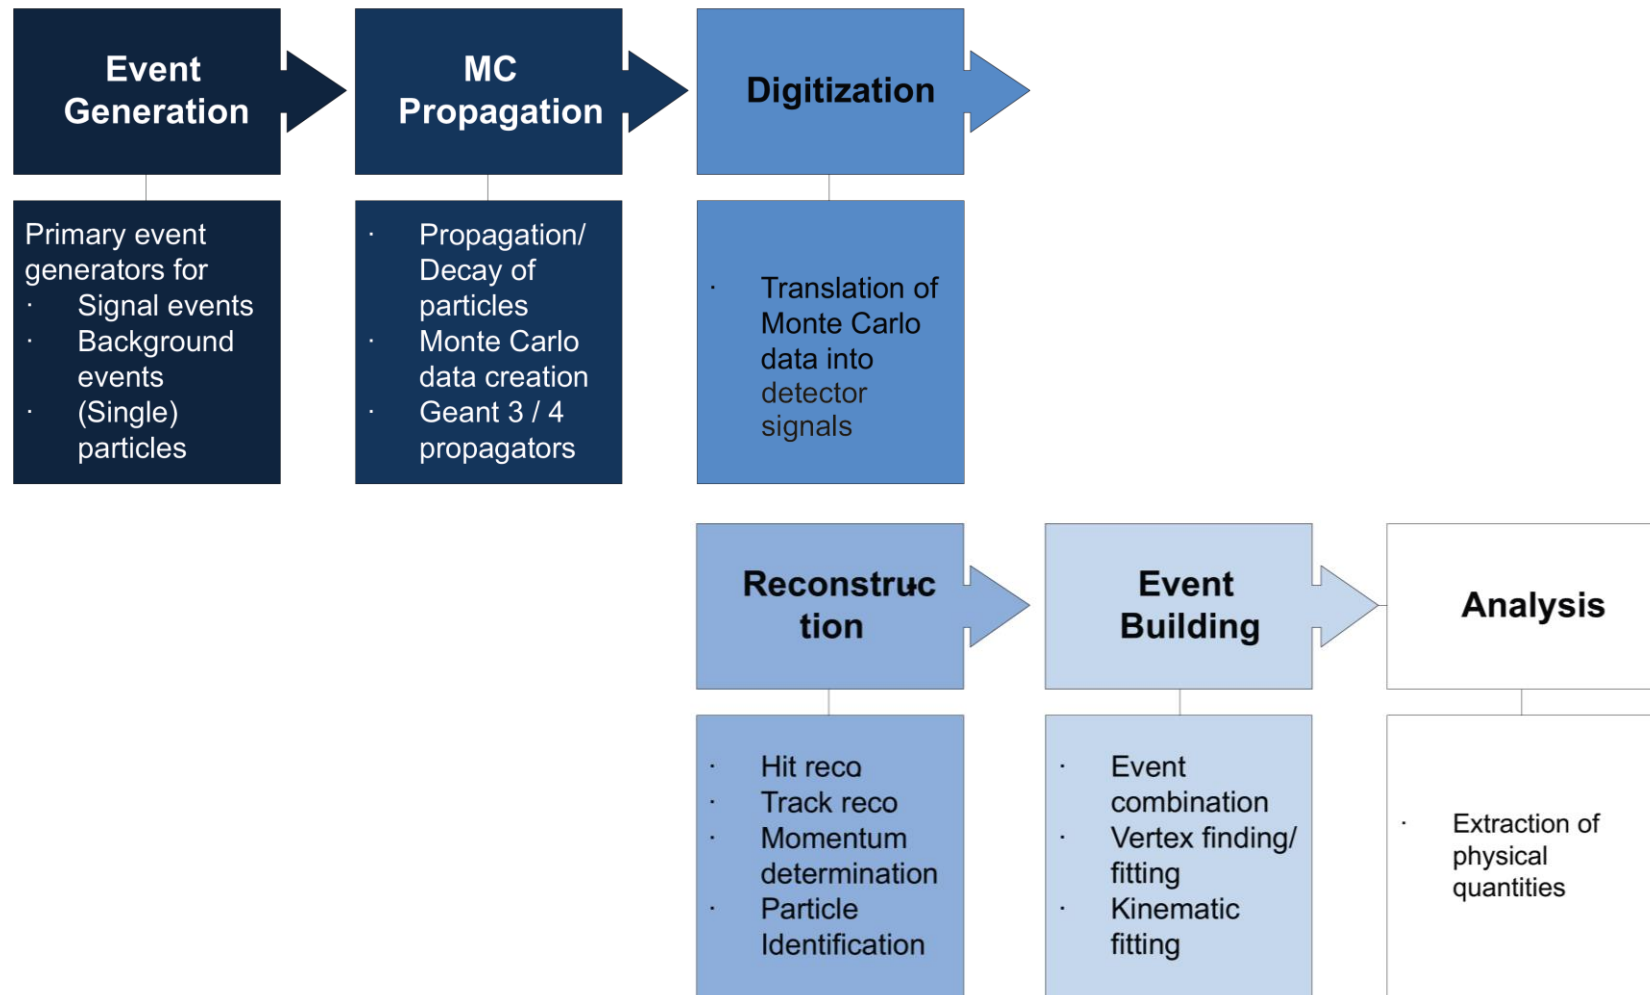 Event
Generation
MC
Propagation
Digitization
Primary event
generators for
· Signal events
· Background
events
· (Single)
particles
· Propagation/
Decay of
particles
· Monte Carlo
data creation
· Geant 3 / 4
propagators
· Translation of
Monte Carlo
data into
detector
signals
Reconstruc
tion
Event
Building
Analysis
· Hit reco
· Track reco
· Momentum
determination
· Particle
Identification
· Event
combination
· Vertex finding/
fitting
· Kinematic
fitting
· Extraction of
physical
quantities